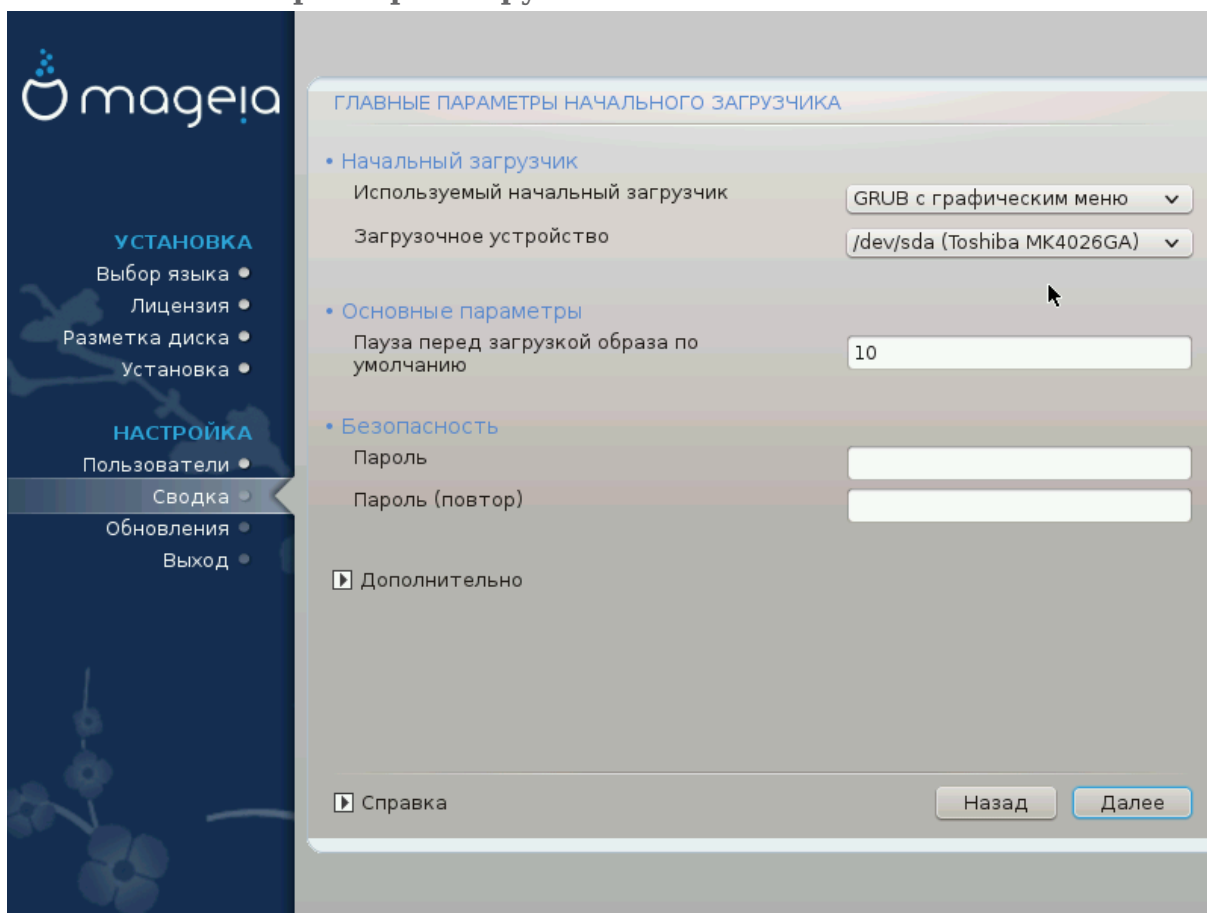 mageia
ГЛАВНЫЕ ПАРАМЕТРЫ НАЧАЛЬНОГО ЗАГРУЗЧИКА
• Начальный загрузчик
Используемый начальный загрузчик
GRUB с графическим меню
Загрузочное устройство
/dev/sda (Toshiba MK4026GA)
• Основные параметры
Пауза перед загрузкой образа по
умолчанию
10
• Безопасность
Пароль
Пароль (повтор)
Дополнительно
Справка
Назад
Далее
УСТАНОВКА
Выбор языка
Лицензия
Разметка диска
Установка
НАСТРОЙКА
Пользователи
Сводка
Обновления
Выход